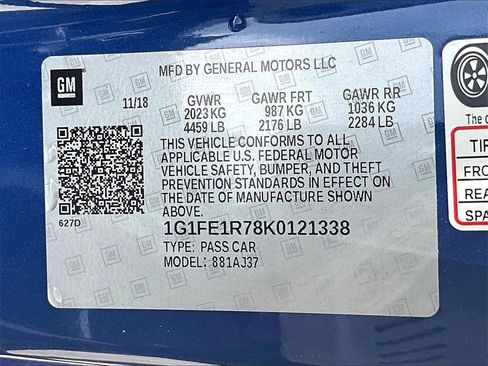 GM
MFD BY GENERAL MOTORS LLC
11/18
GVWR GAWR FRT GAWR RR
2023 KG 987 KG 1036 KG
4459 LB 2176 LB 2284 LB
THIS VEHICLE CONFORMS TO ALL
APPLICABLE U.S. FEDERAL MOTOR
VEHICLE SAFETY, BUMPER, AND THEFT
PREVENTION STANDARDS IN EFFECT ON
THE DATE OF MANUFACTURE SHOWN
ABOVE.
627D
1G1FE1R78K0121338
TYPE: PASS CAR
MODEL: 881AJ37
The
TIR
FRO
REA
SPA